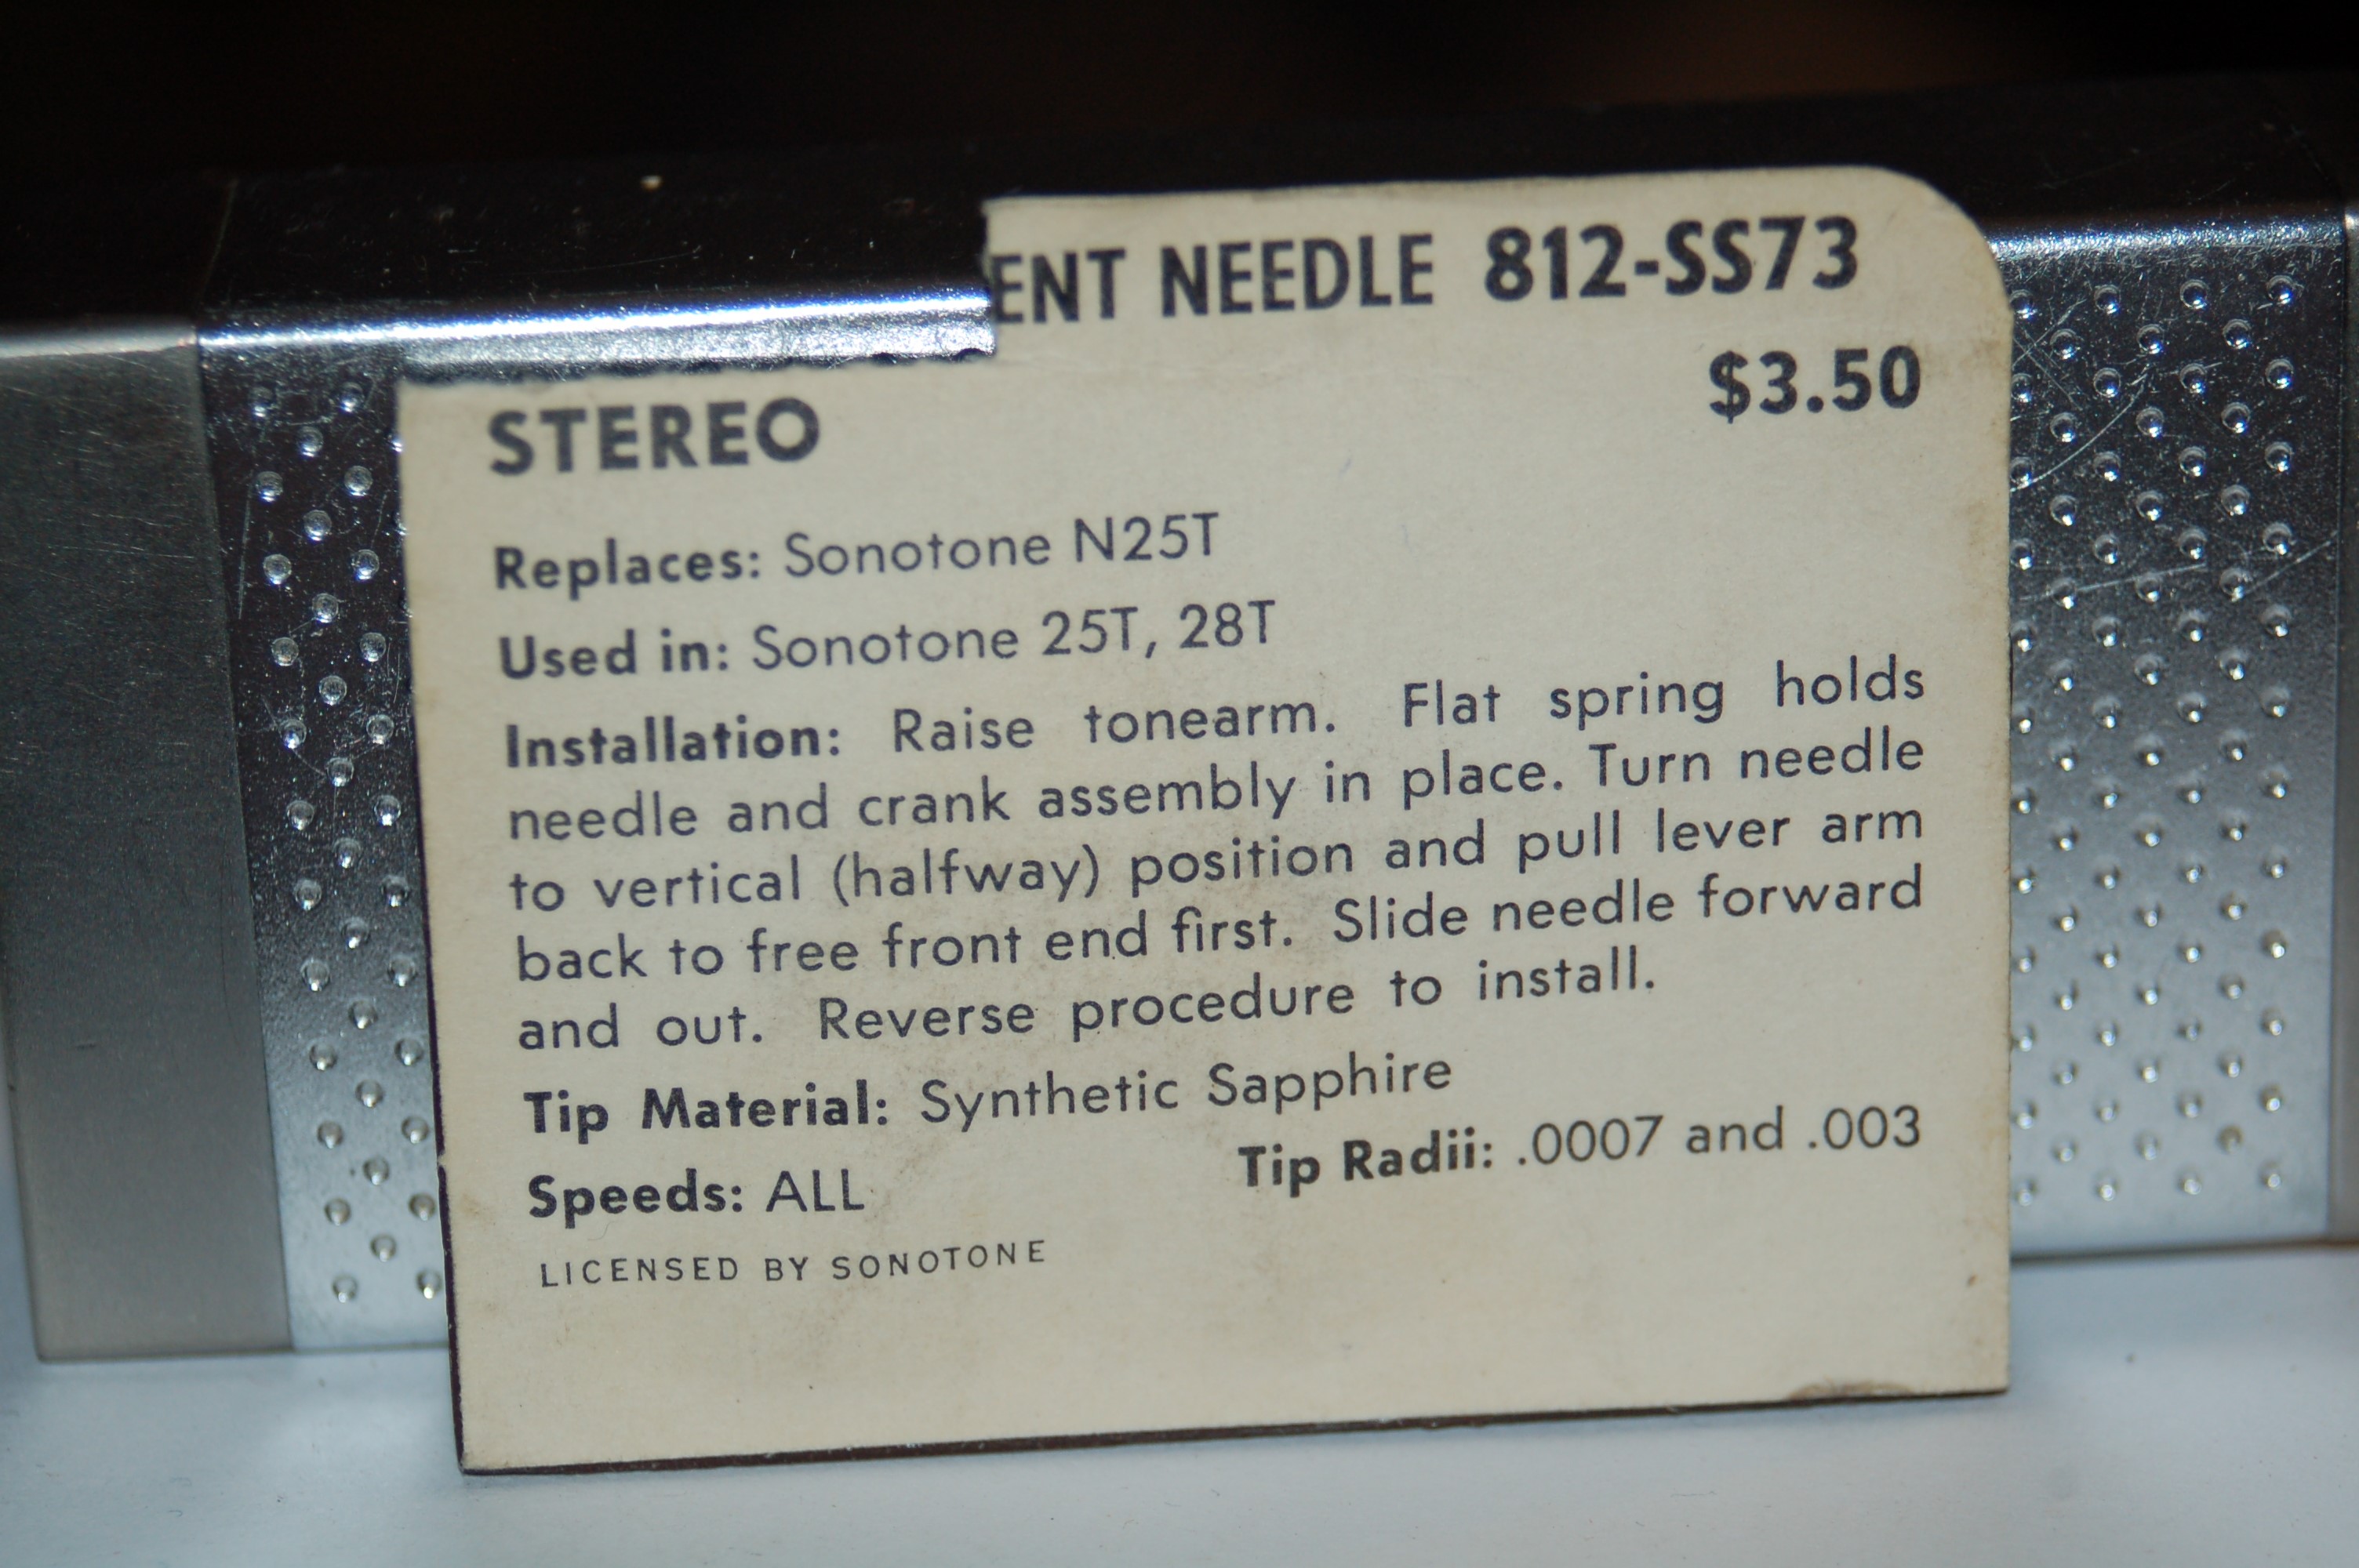 ENT NEEDLE 812-SS73
STEREO $3.50
Replaces: Sonotone N25T
Used in: Sonotone 25T, 28T
Installation: Raise tonearm. Flat spring holds
needle and crank assembly in place. Turn needle
to vertical (halfway) position and pull lever arm
back to free front end first. Slide needle forward
and out. Reverse procedure to install.
Tip Material: Synthetic Sapphire
Speeds: ALL Tip Radii: .0007 and .003
LICENSED BY SONOTONE